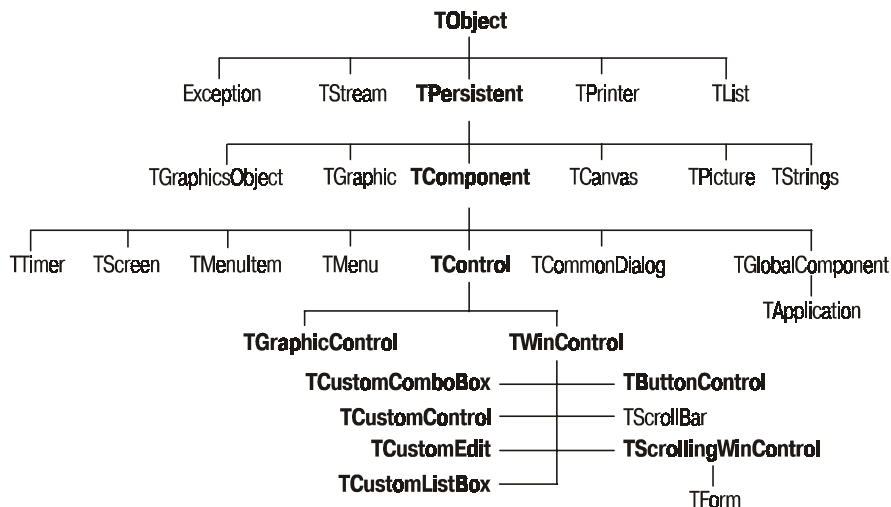 TObject
Exception TStream TPersistent TPrinter TList
TGraphicsObject TGraphic TComponent TCanvas TPicture TStrings
TTimer TScreen TMenuItem TMenu TControl TCommonDialog TGlobalComponent
TApplication
TGraphicControl TWinControl
TCustomComboBox TButtonControl
TCustomControl TScrollBar
TCustomEdit TScrollingWinControl
TCustomListBox
TForm